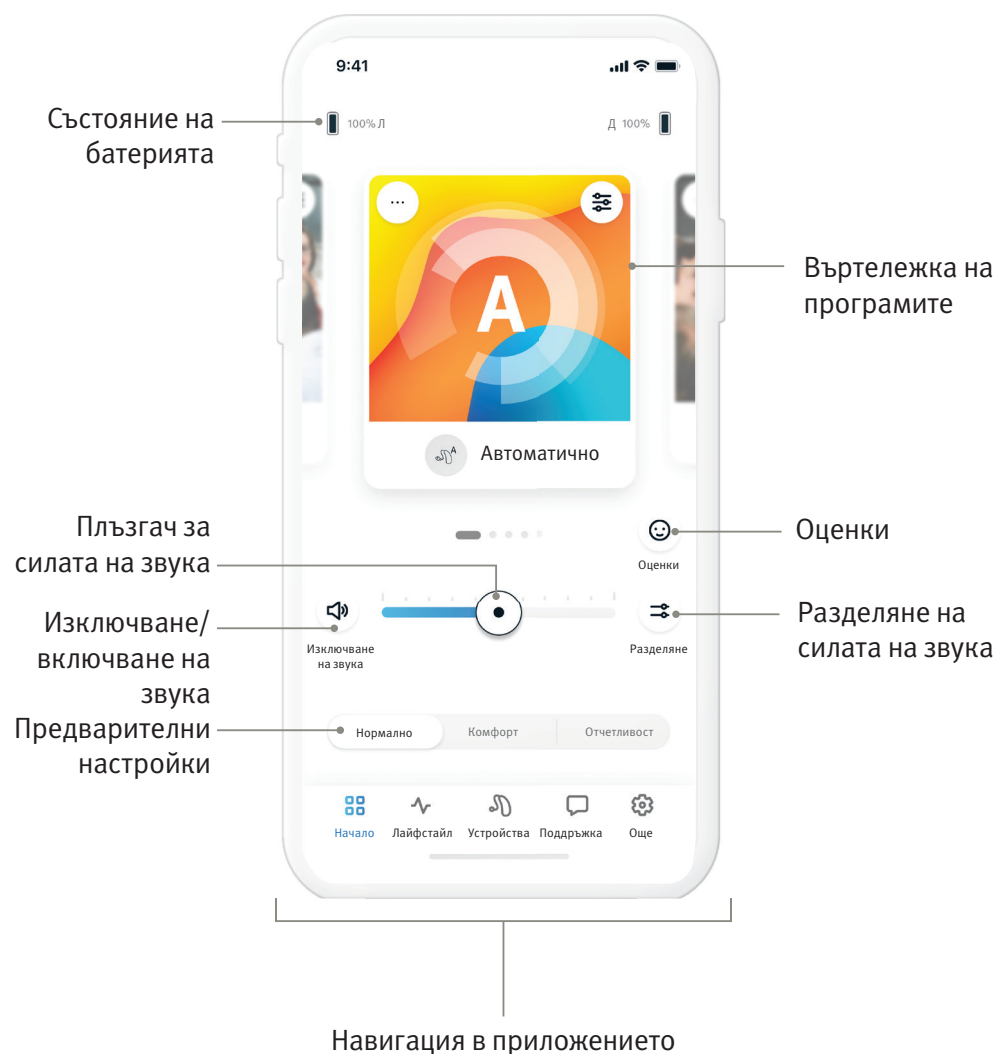 9:41
Състояние на
батерията
100% Л
Д 100%
...
A
Въртележка на
програмите
A
Автоматично
Плъзгач за
силата на звука
Оценки
Оценки
Изключване/
включване на
звука
Изключване
на звука
Разделяне
Разделяне на
силата на звука
Предварителни
настройки
Нормално
Комфорт
Отчетливост
Начало
Лайфстайл
Устройства
Поддръжка
Още
Навигация в приложението